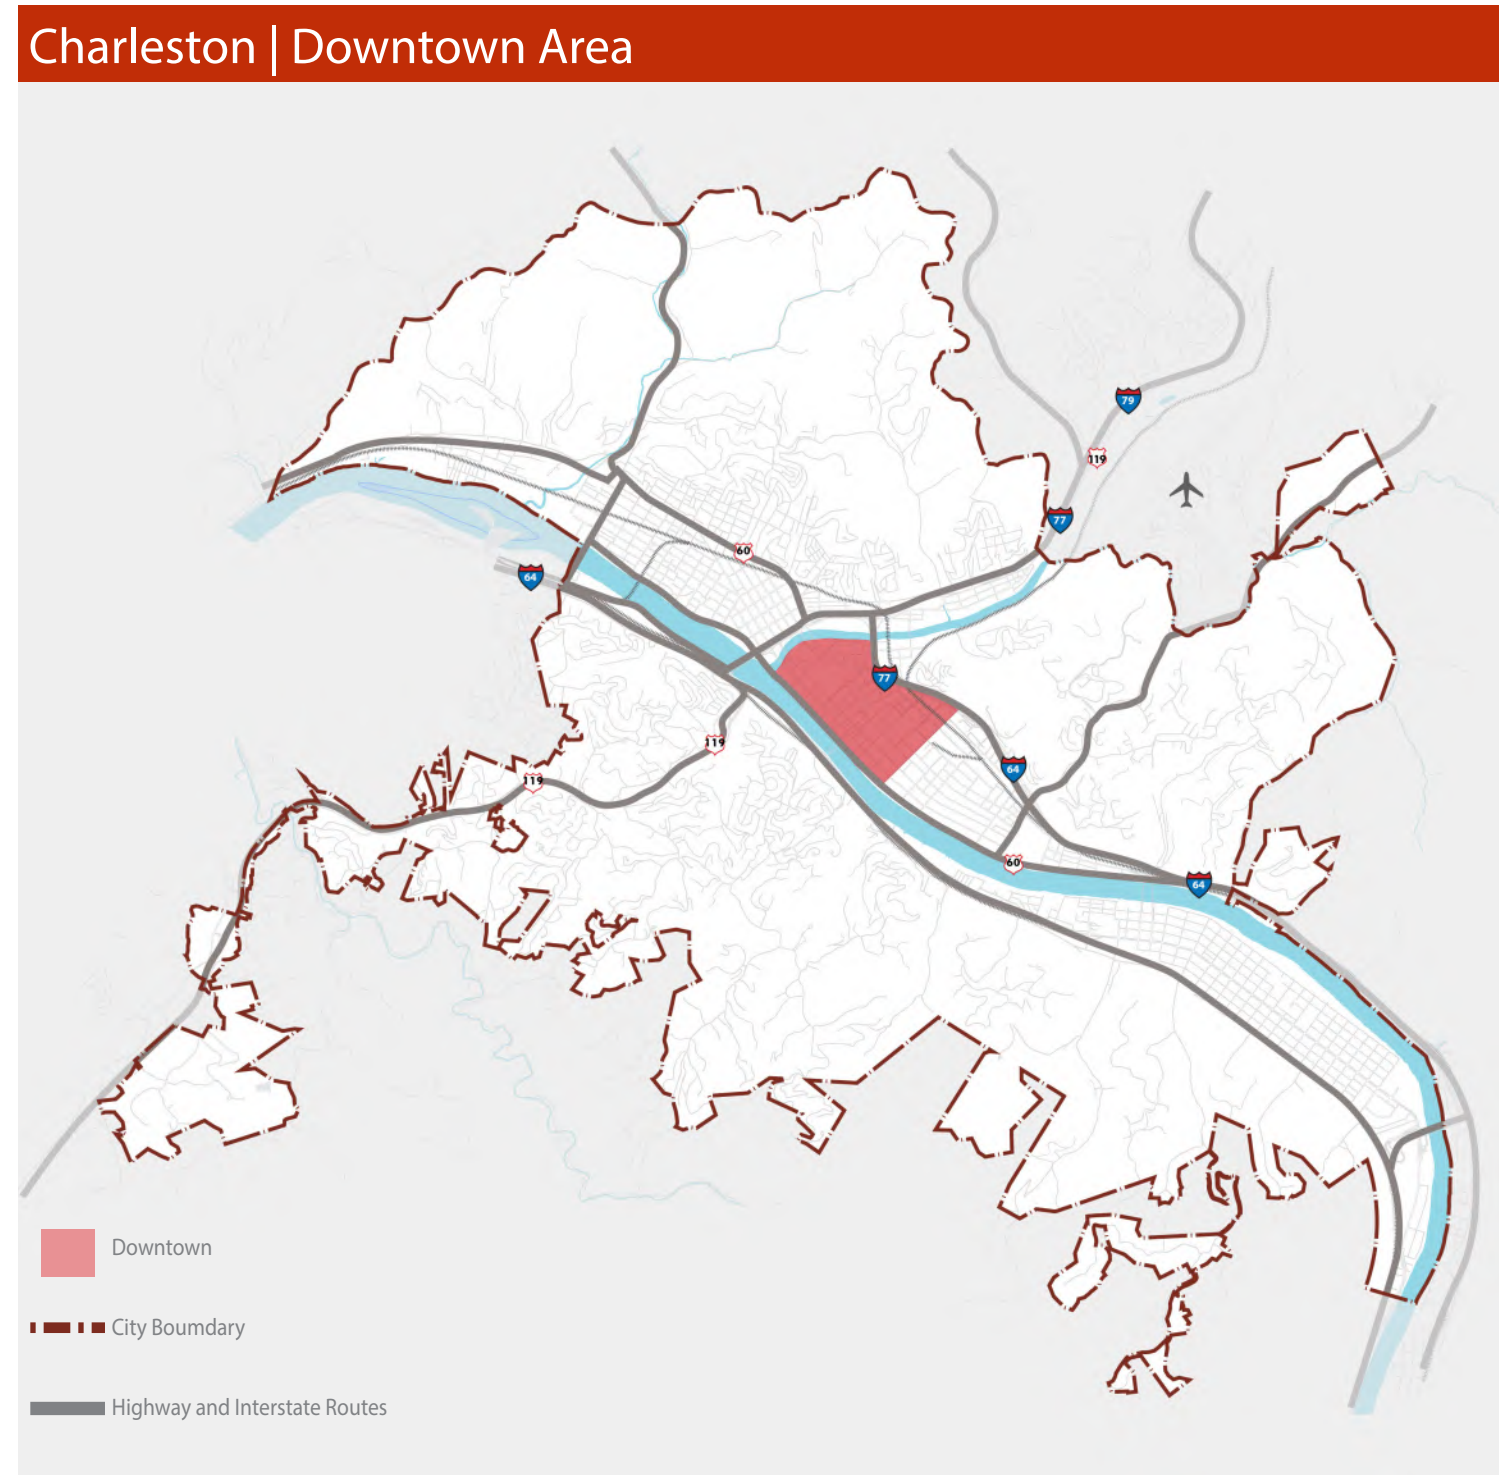 Charleston | Downtown Area
79
119
77
60
64
77
119
64
119
60
64
Downtown
City Boumdary
Highway and Interstate Routes